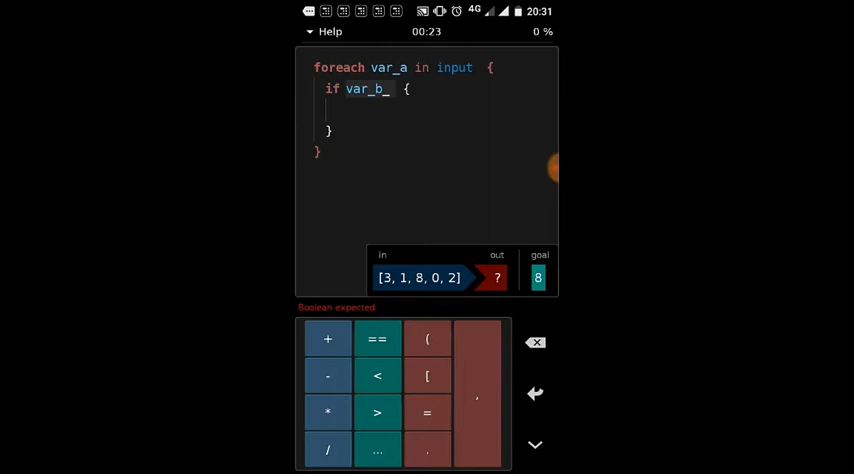 4G 20:31
Help 00:23 0 %
foreach var_a in input {
if var_b_ {
}
}
in out goal
[3, 1, 8, 0, 2] ? 8
Boolean expected
+ == (
- < [ ,
* > =
/ ... .